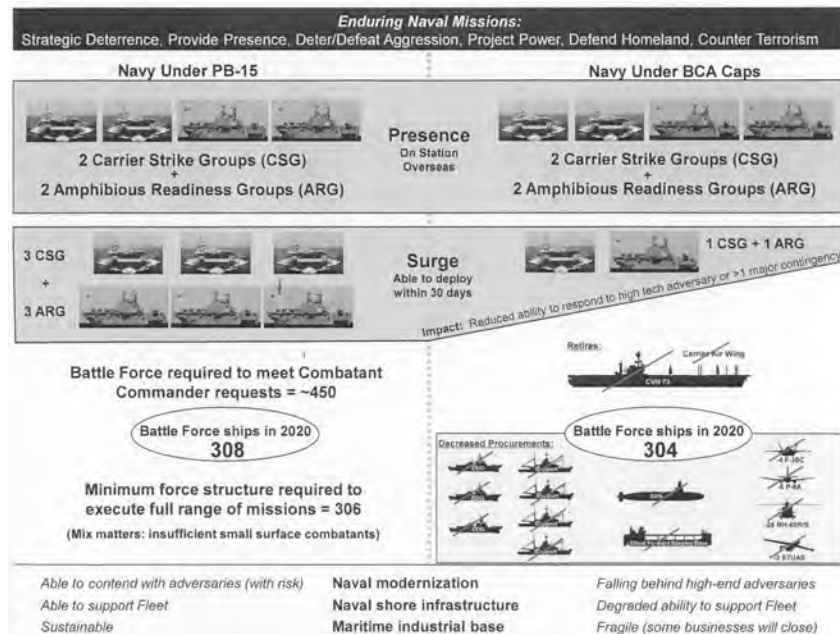 Enduring Naval Missions:
Strategic Deterrence, Provide Presence, Deter/Defeat Aggression, Project Power, Defend Homeland, Counter Terrorism
Navy Under PB-15
Navy Under BCA Caps
2 Carrier Strike Groups (CSG)
+
2 Amphibious Readiness Groups (ARG)
Presence
On Station
Overseas
2 Carrier Strike Groups (CSG)
+
2 Amphibious Readiness Groups (ARG)
3 CSG
+
3 ARG
Surge
Able to deploy
within 30 days
1 CSG + 1 ARG
Impact: Reduced ability to respond to high tech adversary or >1 major contingency
Battle Force required to meet Combatant
Commander requests = ~450
Battle Force ships in 2020
308
Minimum force structure required to
execute full range of missions = 306
(Mix matters: insufficient small surface combatants)
Retires:
Carrier Air Wing
CVN 73
Decreased Procurements:
Battle Force ships in 2020
304
Able to contend with adversaries (with risk)
Naval modernization
Falling behind high-end adversaries
Able to support Fleet
Naval shore infrastructure
Degraded ability to support Fleet
Sustainable
Maritime industrial base
Fragile (some businesses will close)